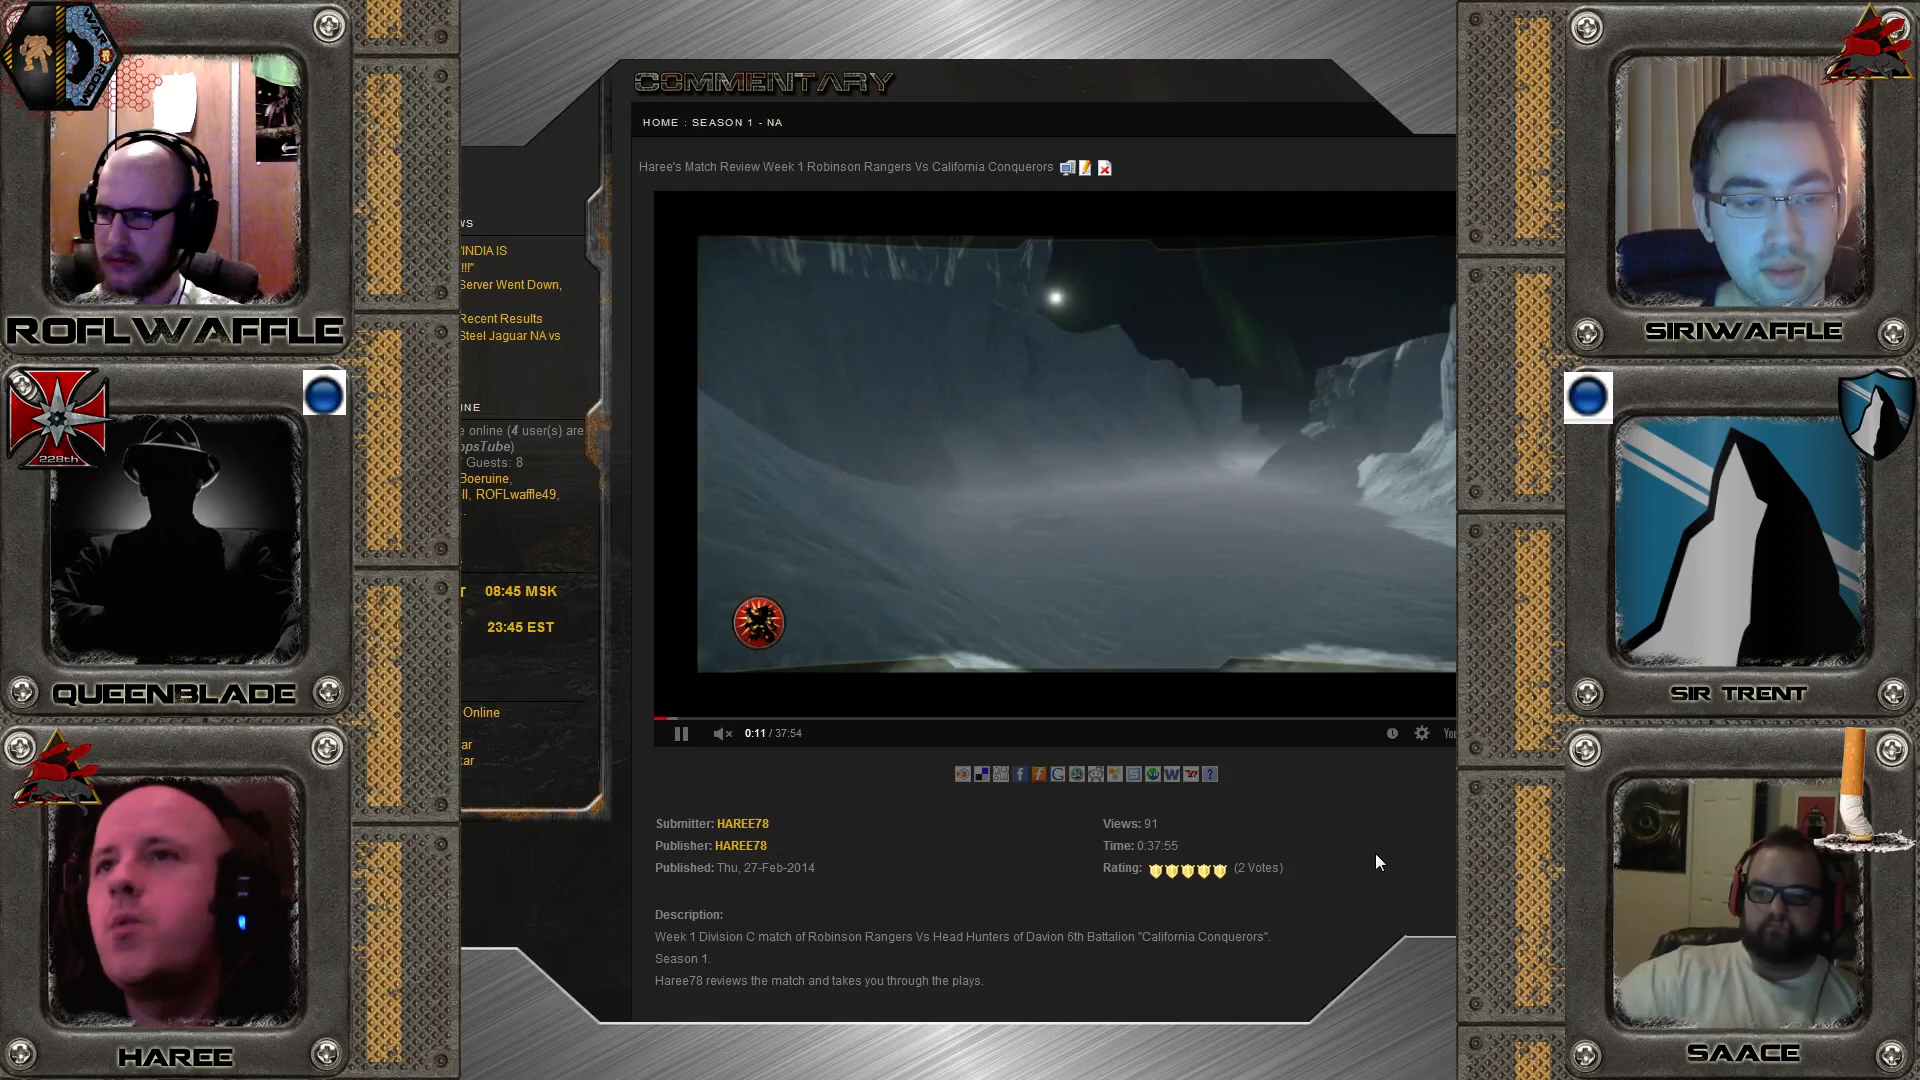 WAR
ROOM
ROFLWAFFLE
228th
QUEENBLADE
HAREE
COMMENTARY
HOME : SEASON 1 - NA
Haree's Match Review Week 1 Robinson Rangers Vs California Conquerors
WS
'INDIA IS
!!!"
Server Went Down,
Recent Results
Steel Jaguar NA vs
INE
e online (4 user(s) are
opsTube)
Guests: 8
Boeruine,
ll, ROFLwaffle49,
08:45 MSK
23:45 EST
Online
ar
tar
0:11 / 37:54
You
Submitter: HAREE78
Publisher: HAREE78
Published: Thu, 27-Feb-2014
Views: 91
Time: 0:37:55
Rating: (2 Votes)
Description:
Week 1 Division C match of Robinson Rangers Vs Head Hunters of Davion 6th Battalion "California Conquerors".
Season 1.
Haree78 reviews the match and takes you through the plays.
SIRIWAFFLE
SIR TRENT
SAACE